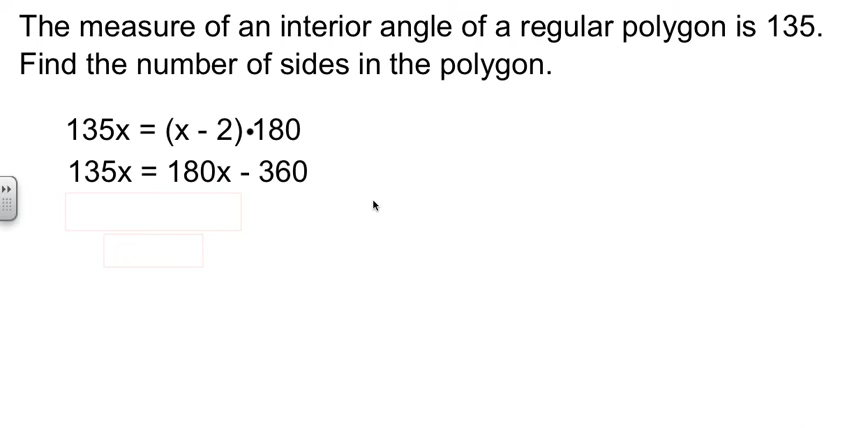 The measure of an interior angle of a regular polygon is 135.
Find the number of sides in the polygon.
135x = (x - 2)•180
135x = 180x - 360